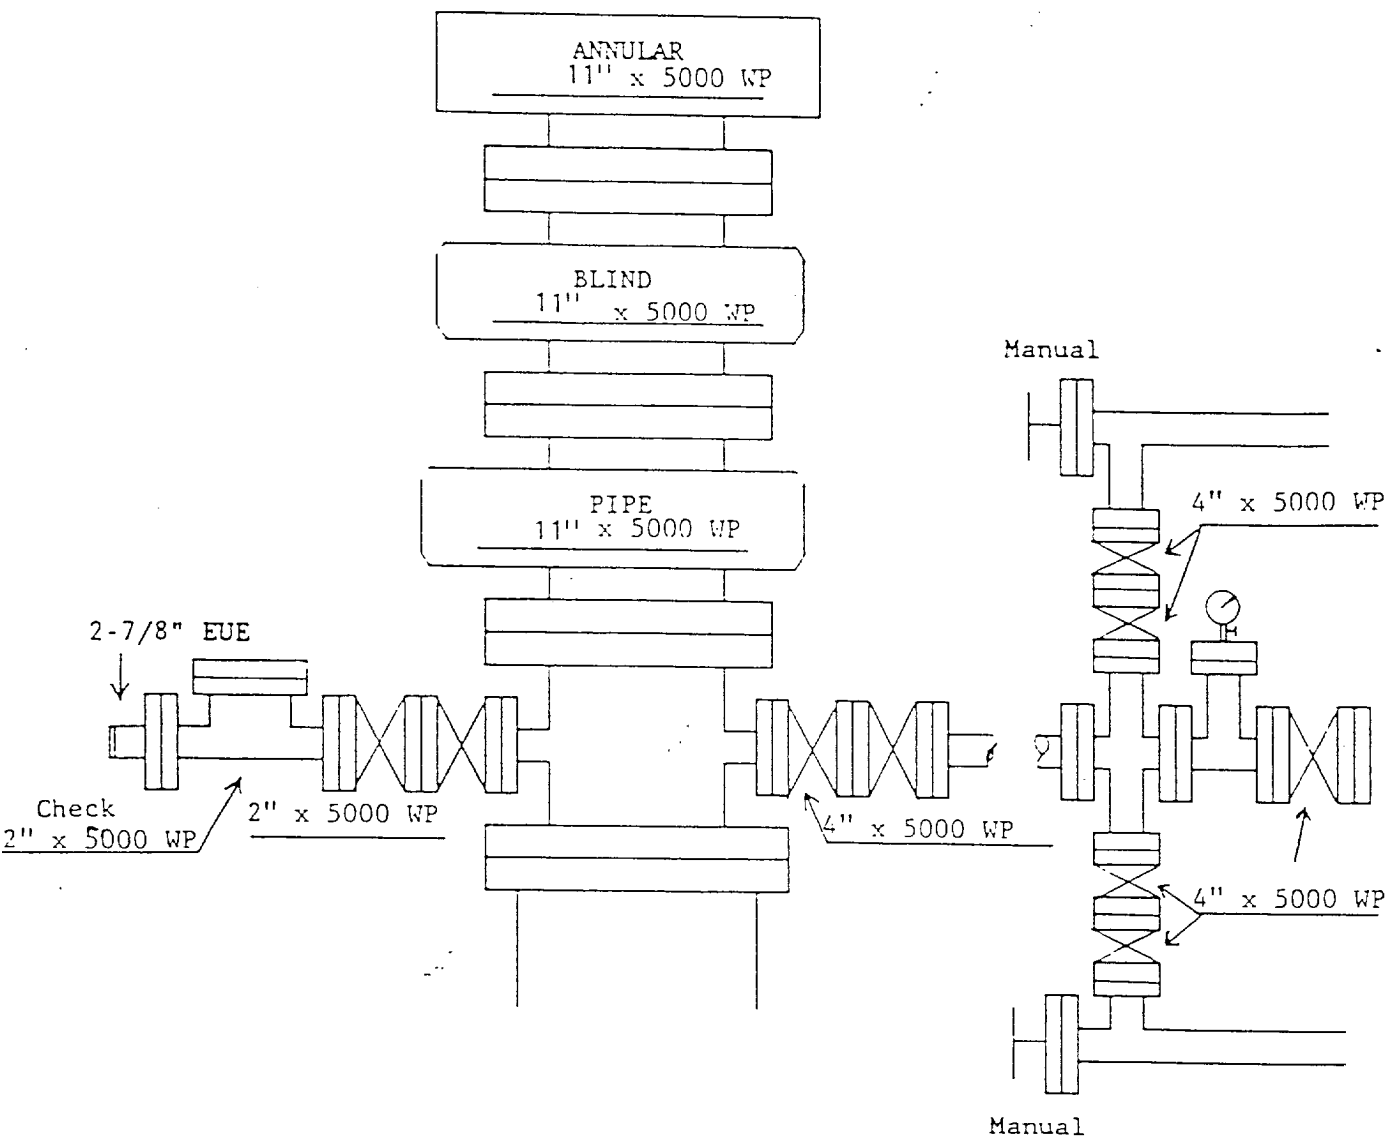 ANNULAR
11" x 5000 WP
BLIND
11" x 5000 WP
Manual
PIPE
11" x 5000 WP
4" x 5000 WP
2-7/8" EUE
Check
2" x 5000 WP
2" x 5000 WP
4" x 5000 WP
4" x 5000 WP
Manual